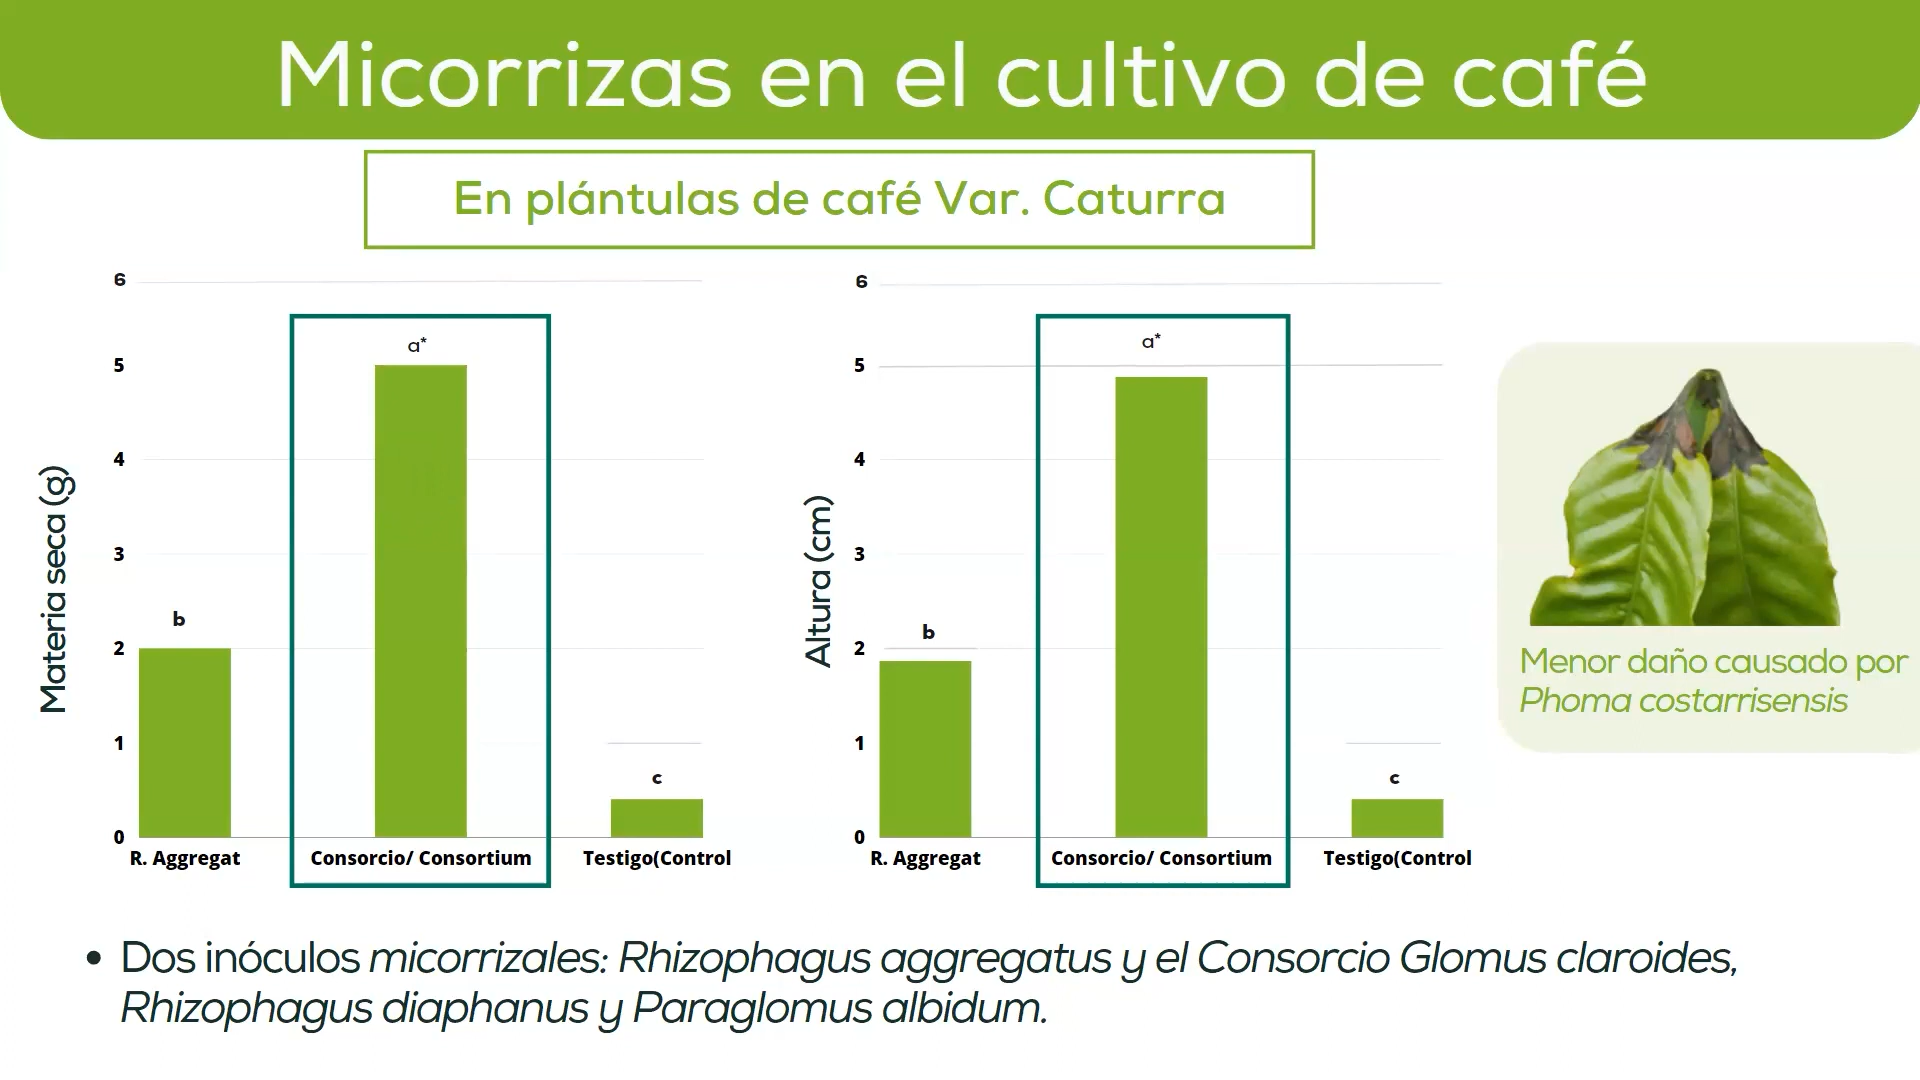 Micorrizas en el cultivo de café
En plántulas de café Var. Caturra
Materia seca (g)
6
5
4
3
2
1
0
b
a*
c
R. Aggregat
Consorcio/ Consortium
Testigo(Control
Altura (cm)
6
5
4
3
2
1
0
b
a*
c
R. Aggregat
Consorcio/ Consortium
Testigo(Control
Menor daño causado por
Phoma costarrisensis
• Dos inóculos micorrizales: Rhizophagus aggregatus y el Consorcio Glomus claroides,
Rhizophagus diaphanus y Paraglomus albidum.